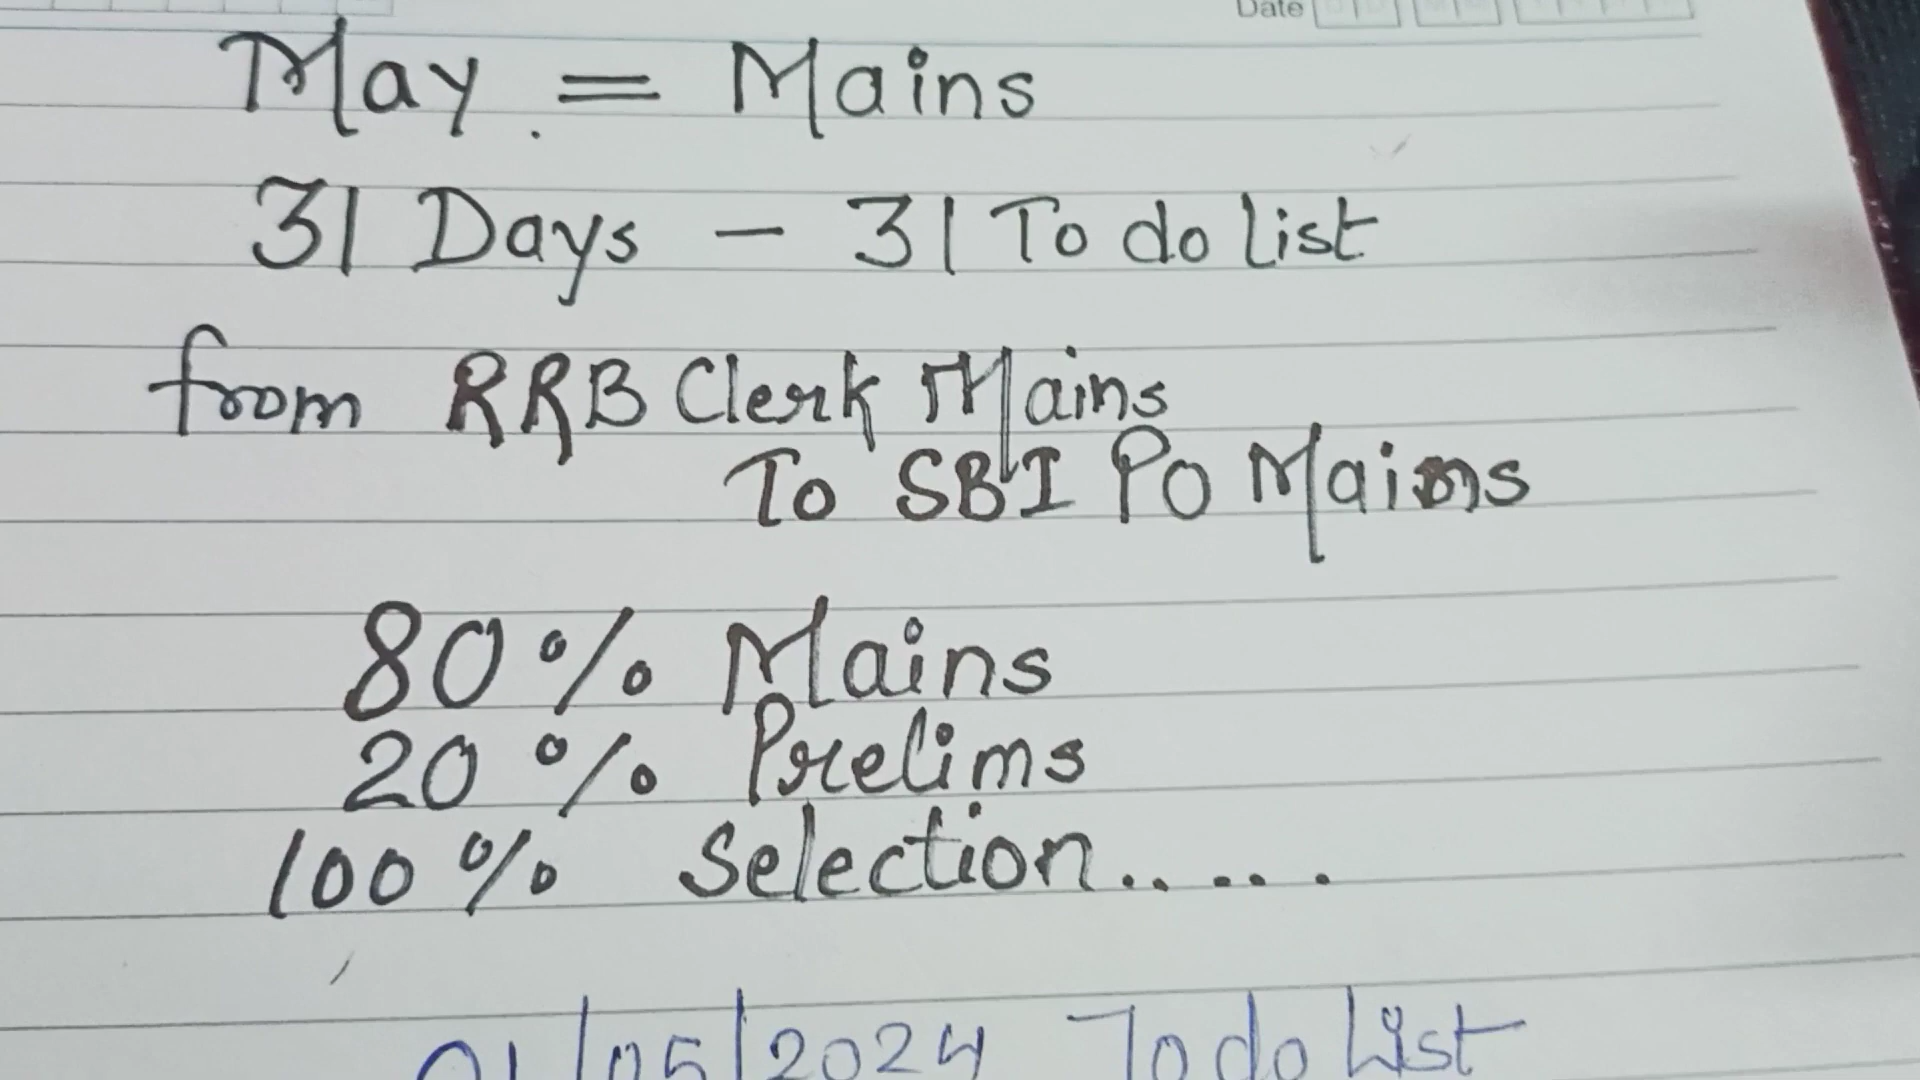 Date
May = Mains
31 Days - 31 To do list
from RRB Clerk Mains
To SBI PO Mains
80% Mains
20% Prelims
100% Selection......
01/05/2024 To do List